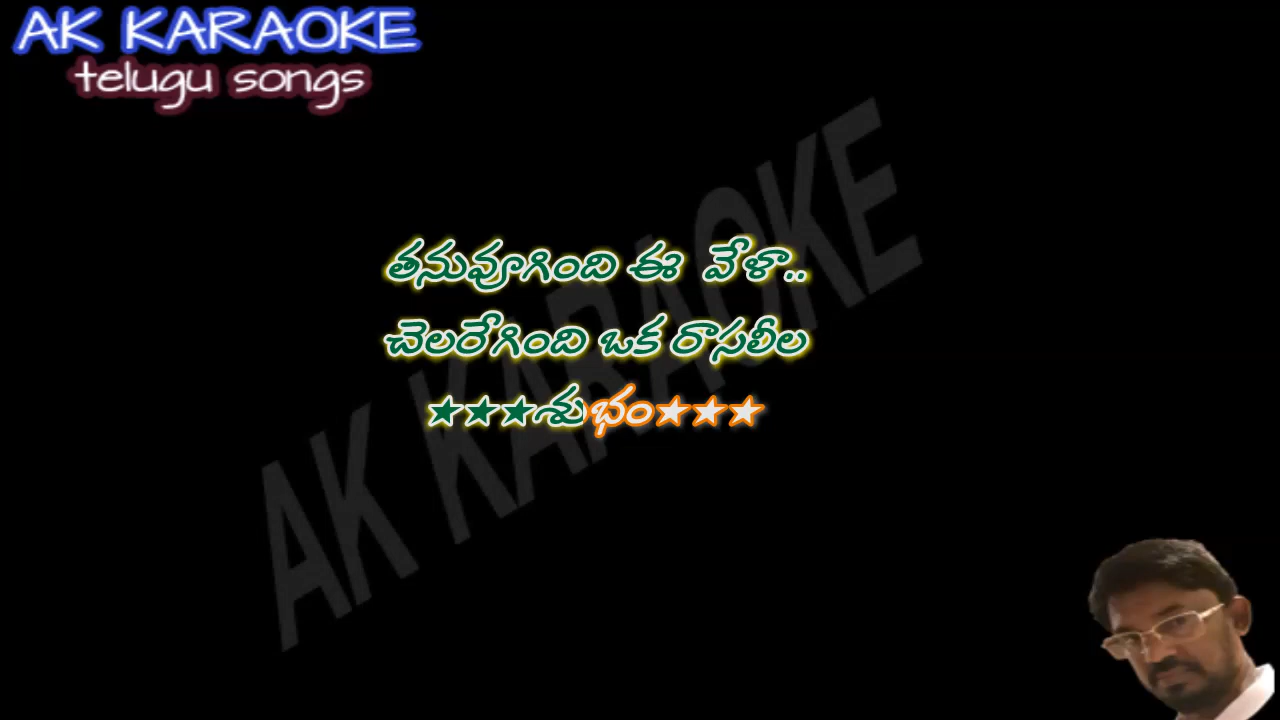 AK KARAOKE
telugu songs
తనువూగింది ఈ వేళా..
చెలరేగింది ఒక రాసలీల
★★★శుభం★★★
AK KARAOKE